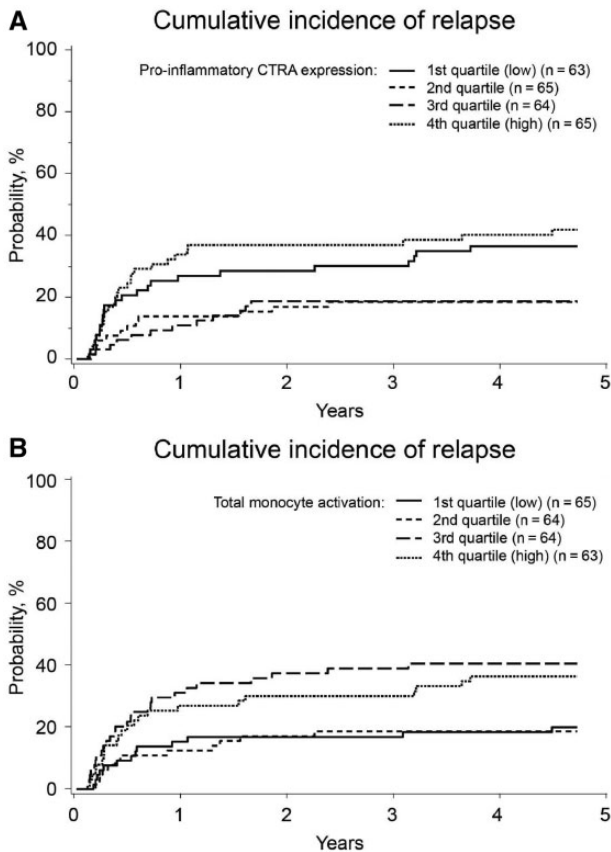 A
Cumulative incidence of relapse
Pro-inflammatory CTRA expression:
1st quartile (low) (n = 63)
2nd quartile (n = 65)
3rd quartile (n = 64)
4th quartile (high) (n = 65)
Probability, %
100
80
60
40
20
0
0 1 2 3 4 5
Years
B
Cumulative incidence of relapse
Total monocyte activation:
1st quartile (low) (n = 65)
2nd quartile (n = 64)
3rd quartile (n = 64)
4th quartile (high) (n = 63)
Probability, %
100
80
60
40
20
0
0 1 2 3 4 5
Years